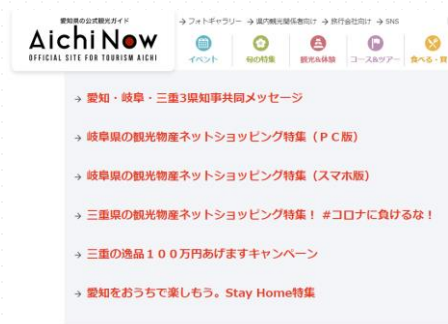 愛知県の公式観光ガイド
Aichi Now
OFFICIAL SITE FOR TOURISM AICHI
→ フォトギャラリー → 県内観光関係者向け → 旅行会社向け → SNS
イベント 旬の特集 観光&体験 コース&ツアー 食べる・買
→ 愛知・岐阜・三重3県知事共同メッセージ
→ 岐阜県の観光物産ネットショッピング特集(PC版)
→ 岐阜県の観光物産ネットショッピング特集(スマホ版)
→ 三重県の観光物産ネットショッピング特集! #コロナに負けるな!
→ 三重の逸品100万円あげますキャンペーン
→ 愛知をおうちで楽しもう。Stay Home特集